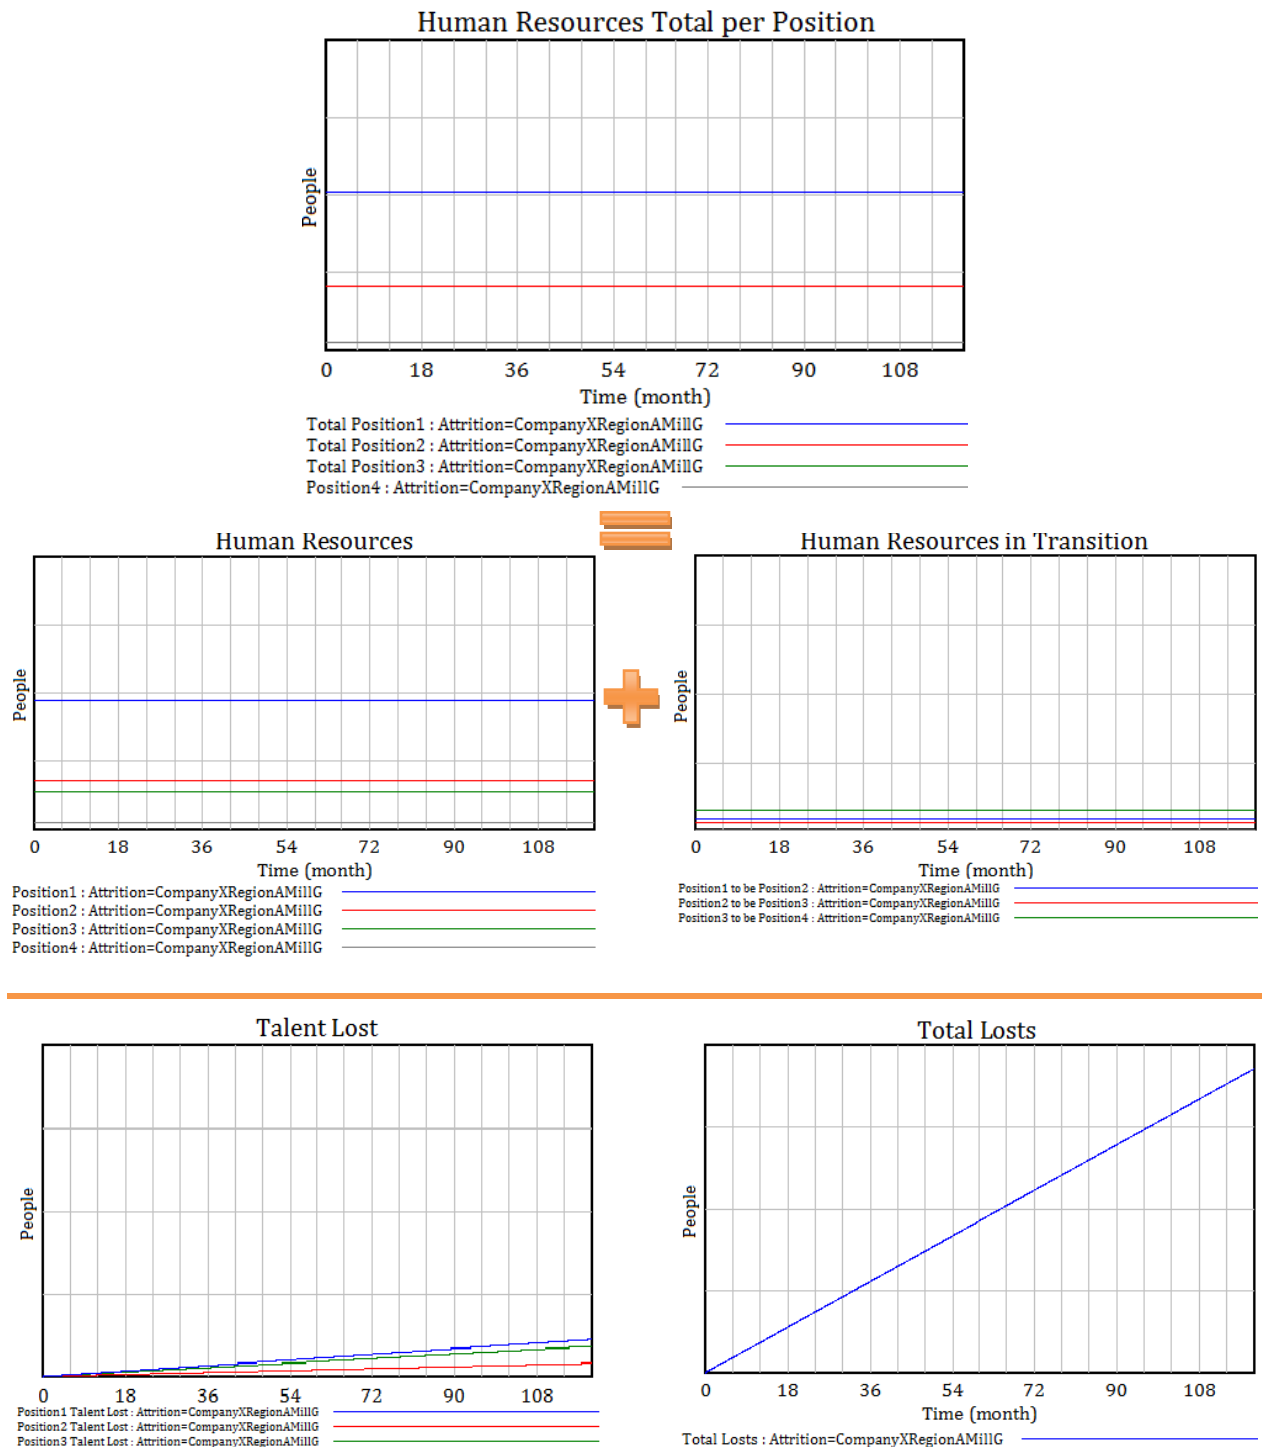 Human Resources Total per Position
People
0 18 36 54 72 90 108
Time (month)
Total Position1 : Attrition=CompanyXRegionAMillG
Total Position2 : Attrition=CompanyXRegionAMillG
Total Position3 : Attrition=CompanyXRegionAMillG
Position4 : Attrition=CompanyXRegionAMillG
Human Resources
People
0 18 36 54 72 90 108
Time (month)
Position1 : Attrition=CompanyXRegionAMillG
Position2 : Attrition=CompanyXRegionAMillG
Position3 : Attrition=CompanyXRegionAMillG
Position4 : Attrition=CompanyXRegionAMillG
Human Resources in Transition
People
0 18 36 54 72 90 108
Time (month)
Position1 to be Position2 : Attrition=CompanyXRegionAMillG
Position2 to be Position3 : Attrition=CompanyXRegionAMillG
Position3 to be Position4 : Attrition=CompanyXRegionAMillG
Talent Lost
People
0 18 36 54 72 90 108
Position1 Talent Lost : Attrition=CompanyXRegionAMillG
Position2 Talent Lost : Attrition=CompanyXRegionAMillG
Position3 Talent Lost : Attrition=CompanyXRegionAMillG
Total Losts
People
0 18 36 54 72 90 108
Time (month)
Total Losts : Attrition=CompanyXRegionAMillG